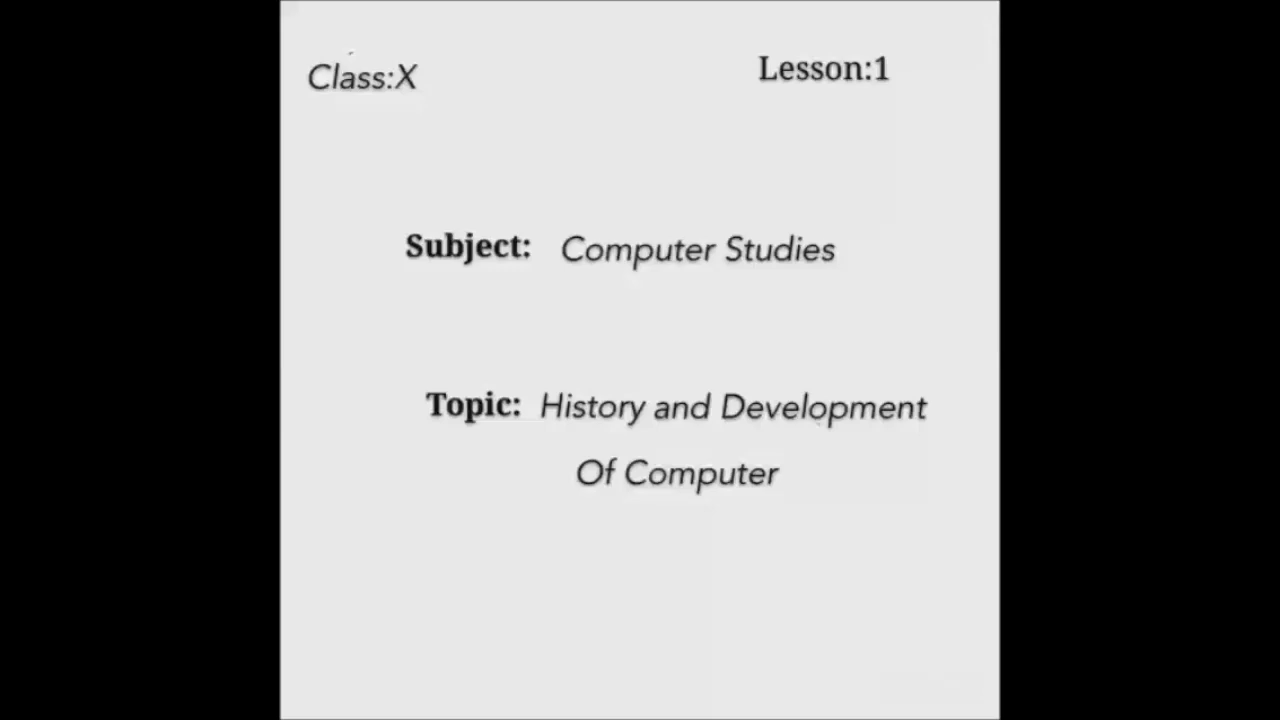 Class:X
Lesson:1
Subject: Computer Studies
Topic: History and Development
Of Computer